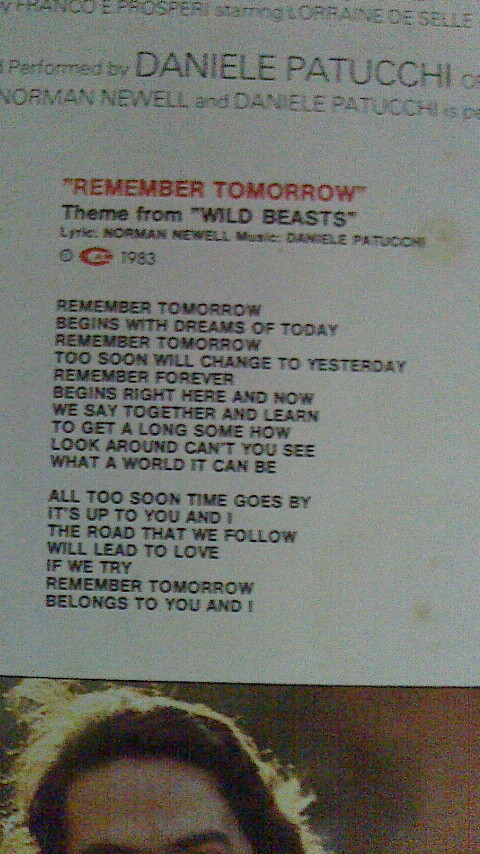 FRANCO E PROSPERI starring LORRAINE DE SELLE
Performed by DANIELE PATUCCHI
NORMAN NEWELL and DANIELE PATUCCHI is
"REMEMBER TOMORROW"
Theme from "WILD BEASTS"
Lyric: NORMAN NEWELL Music: DANIELE PATUCCHI
© CAM 1983
REMEMBER TOMORROW
BEGINS WITH DREAMS OF TODAY
REMEMBER TOMORROW
TOO SOON WILL CHANGE TO YESTERDAY
REMEMBER FOREVER
BEGINS RIGHT HERE AND NOW
WE SAY TOGETHER AND LEARN
TO GET A LONG SOME HOW
LOOK AROUND CAN'T YOU SEE
WHAT A WORLD IT CAN BE
ALL TOO SOON TIME GOES BY
IT'S UP TO YOU AND I
THE ROAD THAT WE FOLLOW
WILL LEAD TO LOVE
IF WE TRY
REMEMBER TOMORROW
BELONGS TO YOU AND I